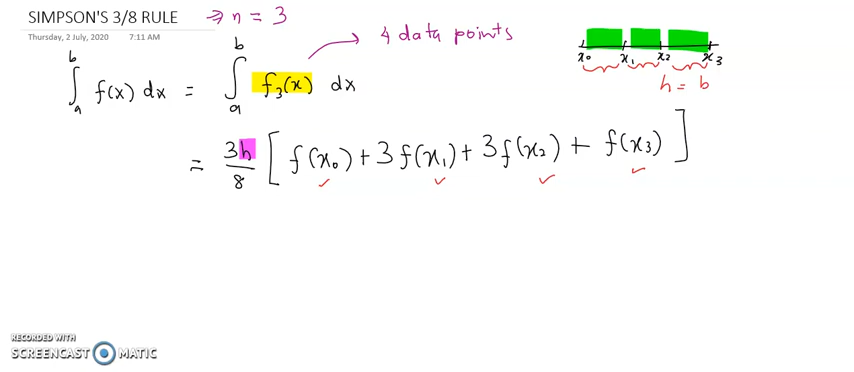 SIMPSON'S 3/8 RULE ⇒ n = 3
Thursday, 2 July, 2020 7:11 AM
4 data points
x₀ x₁ x₂ x₃
h = b
∫ₐᵇ f(x) dx = ∫ₐᵇ f₃(x) dx
= 3h/8 [ f(x₀) + 3f(x₁) + 3f(x₂) + f(x₃) ]
RECORDED WITH
SCREENCAST MATIC